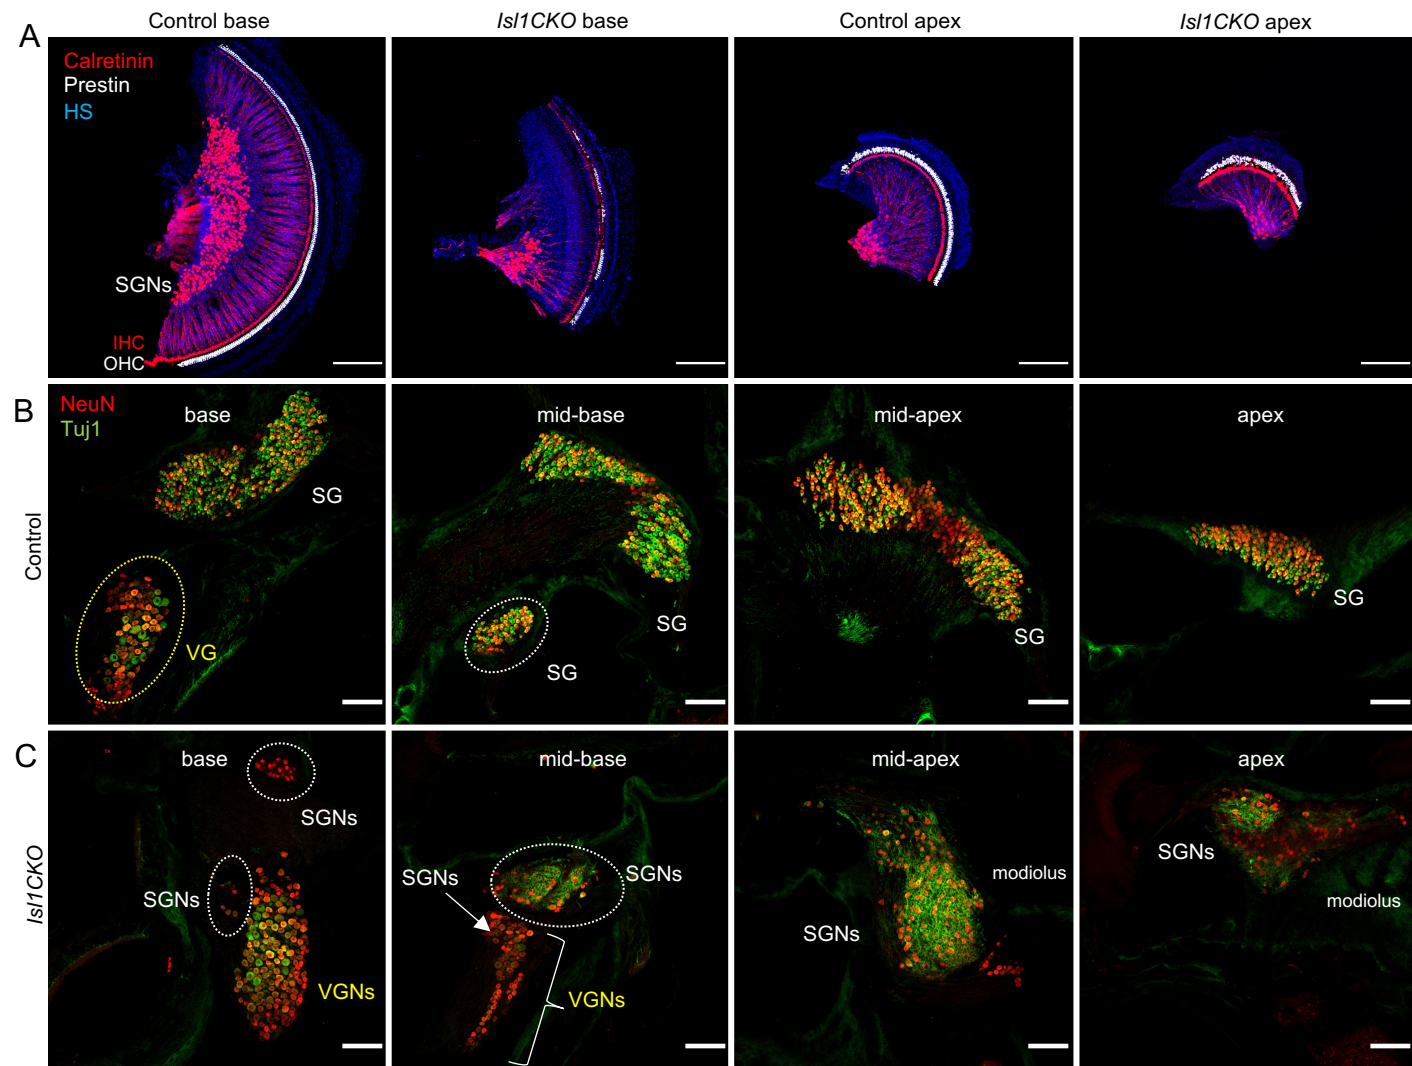 Control base
Isl1CKO base
Control apex
Isl1CKO apex
A
Calretinin
Prestin
HS
SGNs
IHC
OHC
B
Control
NeuN
Tuj1
base
SG
VG
mid-base
SG
SG
mid-apex
SG
apex
SG
C
Isl1CKO
base
SGNs
SGNs
VGNs
mid-base
SGNs
SGNs
VGNs
mid-apex
modiolus
SGNs
apex
SGNs
modiolus